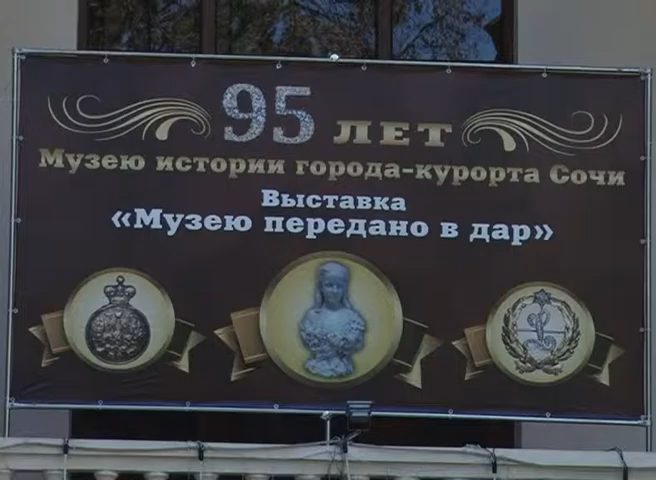 95 ЛЕТ
Музею истории города-курорта Сочи
Выставка
«Музею передано в дар»